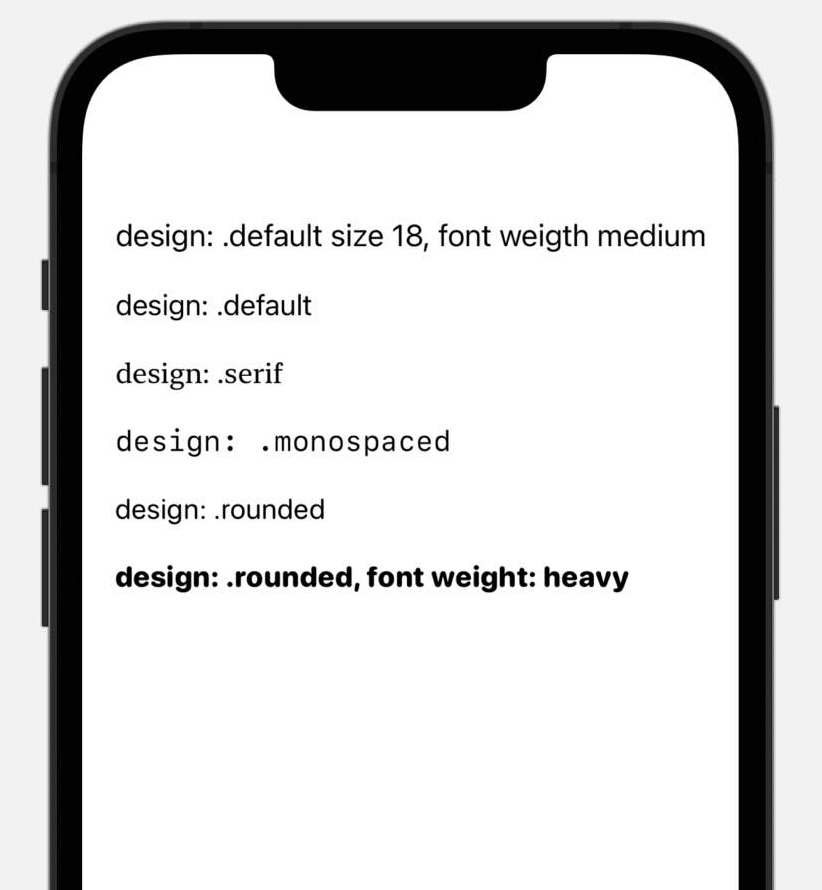 design: .default size 18, font weigth medium
design: .default
design: .serif
design: .monospaced
design: .rounded
design: .rounded, font weight: heavy